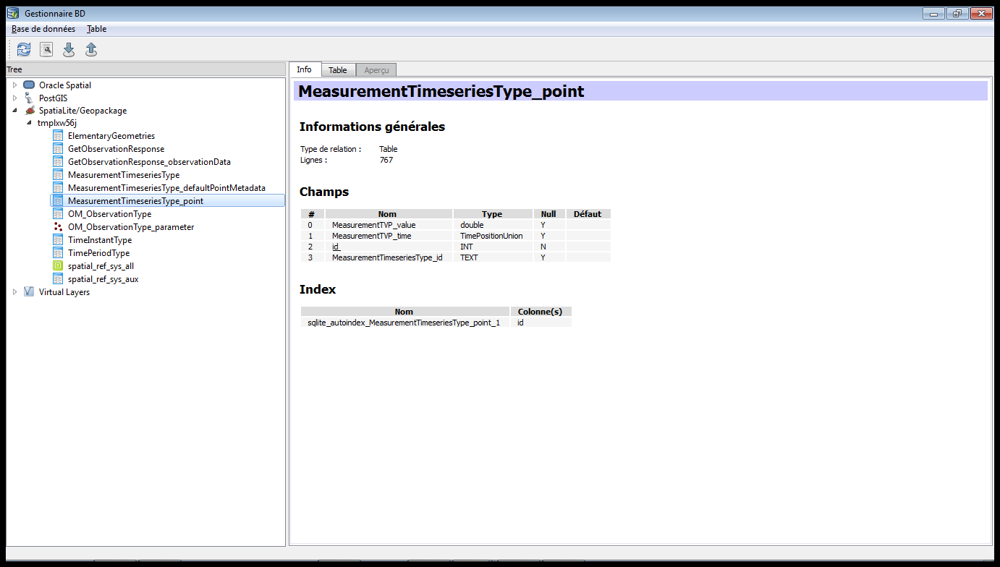 Gestionnaire BD
Base de données Table
Tree
Oracle Spatial
PostGIS
SpatiaLite/Geopackage
tmplxw56j
ElementaryGeometries
GetObservationResponse
GetObservationResponse_observationData
MeasurementTimeseriesType
MeasurementTimeseriesType_defaultPointMetadata
MeasurementTimeseriesType_point
OM_ObservationType
OM_ObservationType_parameter
TimeInstantType
TimePeriodType
spatial_ref_sys_all
spatial_ref_sys_aux
Virtual Layers
Info Table Aperçu
MeasurementTimeseriesType_point
Informations générales
Type de relation : Table
Lignes : 767
Champs
# Nom Type Null Défaut
0 MeasurementTVP_value double Y
1 MeasurementTVP_time TimePositionUnion Y
2 id INT N
3 MeasurementTimeseriesType_id TEXT Y
Index
Nom Colonne(s)
sqlite_autoindex_MeasurementTimeseriesType_point_1 id